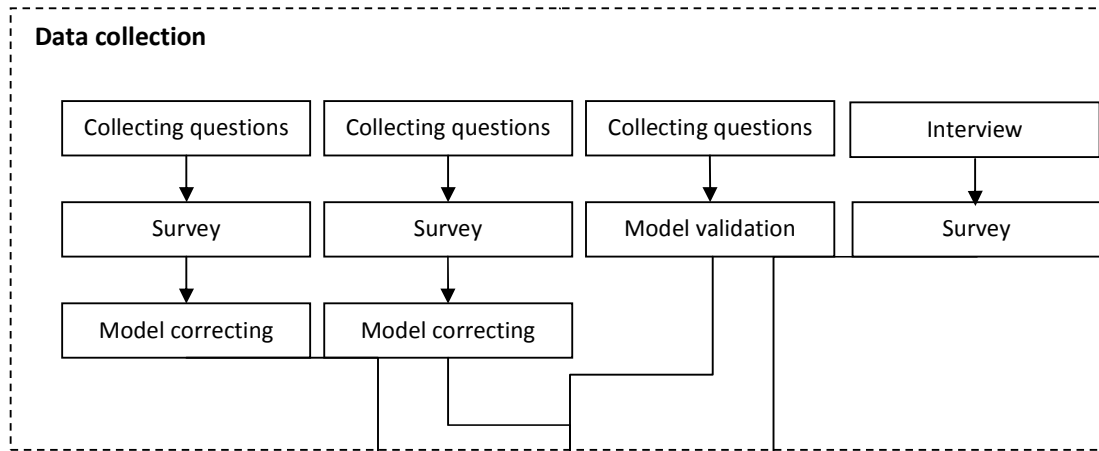 Data collection
Collecting questions
Collecting questions
Collecting questions
Interview
Survey
Survey
Model validation
Survey
Model correcting
Model correcting